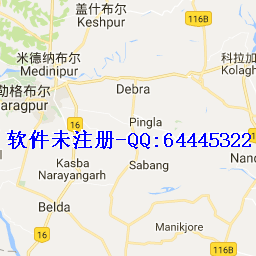 盖什布尔
Keshpur
116B
米德纳布尔
Medinipur
科拉加
Kolagh
勒格布尔
aragpur
Debra
Pingla
16
软件未注册-QQ:64445322
Kasba
Narayangarh
Sabang
Nand
Belda
16
Manikjore
116B